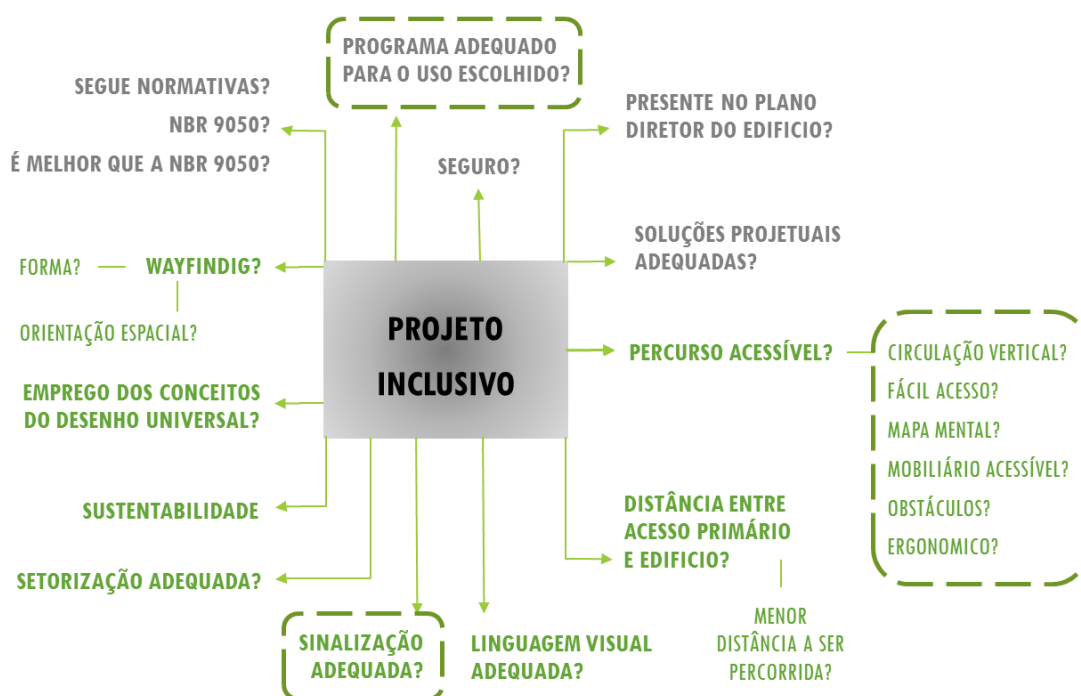 PROGRAMA ADEQUADO
PARA O USO ESCOLHIDO?
SEGUE NORMATIVAS?
NBR 9050?
É MELHOR QUE A NBR 9050?
SEGURO?
PRESENTE NO PLANO
DIRETOR DO EDIFICIO?
SOLUÇÕES PROJETUAIS
ADEQUADAS?
FORMA?
WAYFINDIG?
ORIENTAÇÃO ESPACIAL?
PROJETO
INCLUSIVO
PERCURSO ACESSÍVEL?
CIRCULAÇÃO VERTICAL?
FÁCIL ACESSO?
MAPA MENTAL?
MOBILIÁRIO ACESSÍVEL?
OBSTÁCULOS?
ERGONOMICO?
EMPREGO DOS CONCEITOS
DO DESENHO UNIVERSAL?
SUSTENTABILIDADE
SETORIZAÇÃO ADEQUADA?
DISTÂNCIA ENTRE
ACESSO PRIMÁRIO
E EDIFICIO?
MENOR
DISTÂNCIA A SER
PERCORRIDA?
SINALIZAÇÃO
ADEQUADA?
LINGUAGEM VISUAL
ADEQUADA?